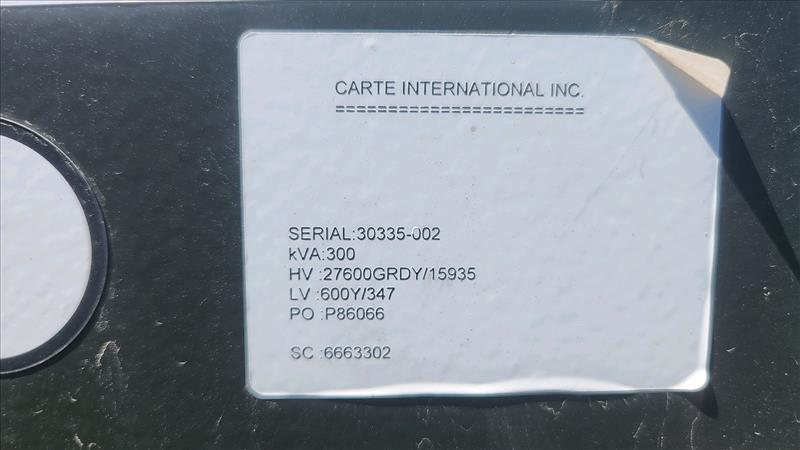 CARTE INTERNATIONAL INC.
=========================
SERIAL:30335-002
kVA:300
HV :27600GRDY/15935
LV :600Y/347
PO :P86066
SC :6663302